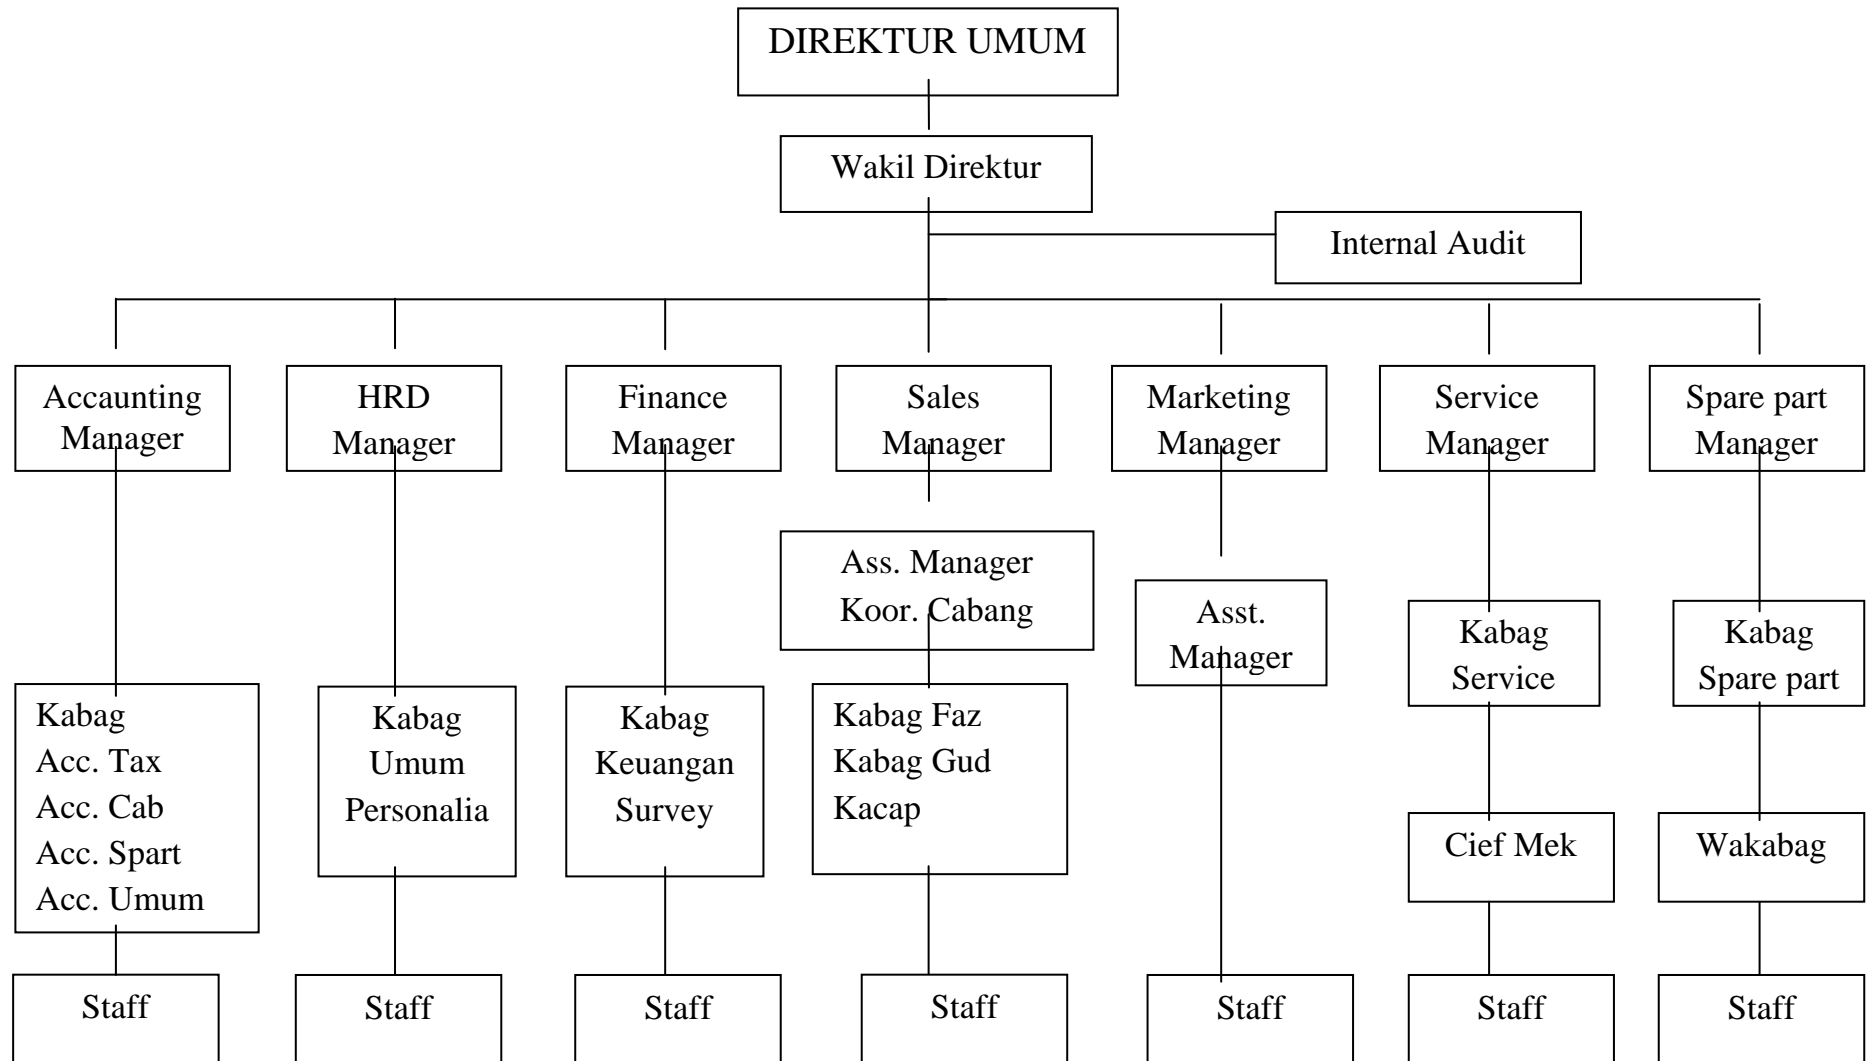 DIREKTUR UMUM
Wakil Direktur
Internal Audit
Accaunting
Manager
HRD
Manager
Finance
Manager
Sales
Manager
Marketing
Manager
Service
Manager
Spare part
Manager
Ass. Manager
Koor. Cabang
Asst.
Manager
Kabag
Service
Kabag
Spare part
Kabag
Acc. Tax
Acc. Cab
Acc. Spart
Acc. Umum
Kabag
Umum
Personalia
Kabag
Keuangan
Survey
Kabag Faz
Kabag Gud
Kacap
Cief Mek
Wakabag
Staff
Staff
Staff
Staff
Staff
Staff
Staff